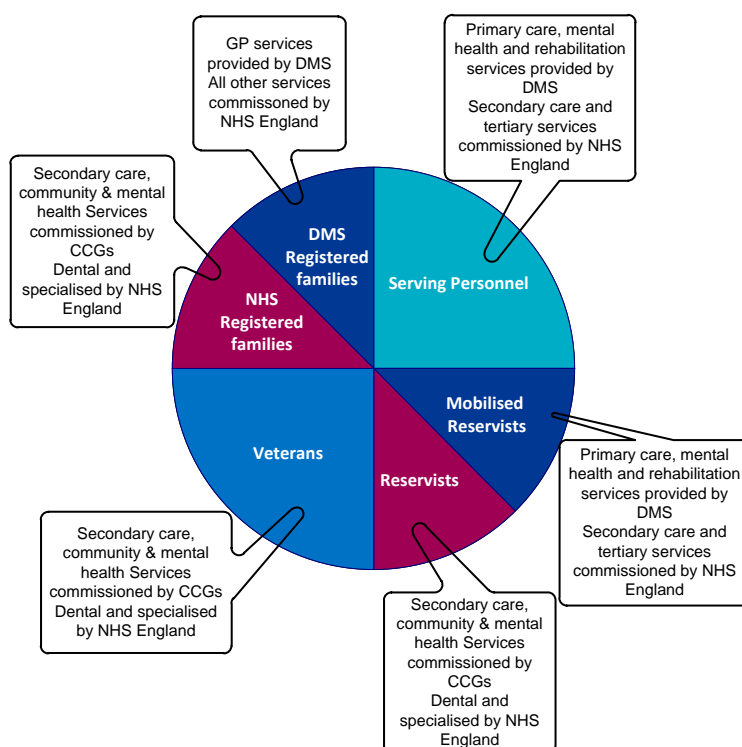 GP services
provided by DMS
All other services
commissoned by
NHS England
Primary care, mental
health and rehabilitation
services provided by
DMS
Secondary care and
tertiary services
commissioned by NHS
England
Secondary care,
community & mental
health Services
commissioned by
CCGs
Dental and
specialised by NHS
England
DMS
Registered
families
Serving Personnel
NHS
Registered
families
Mobilised
Reservists
Veterans
Reservists
Primary care, mental
health and rehabilitation
services provided by
DMS
Secondary care and
tertiary services
commissioned by NHS
England
Secondary care,
community & mental
health Services
commissioned by CCGs
Dental and specialised
by NHS England
Secondary care,
community & mental
health Services
commissioned by
CCGs
Dental and
specialised by NHS
England